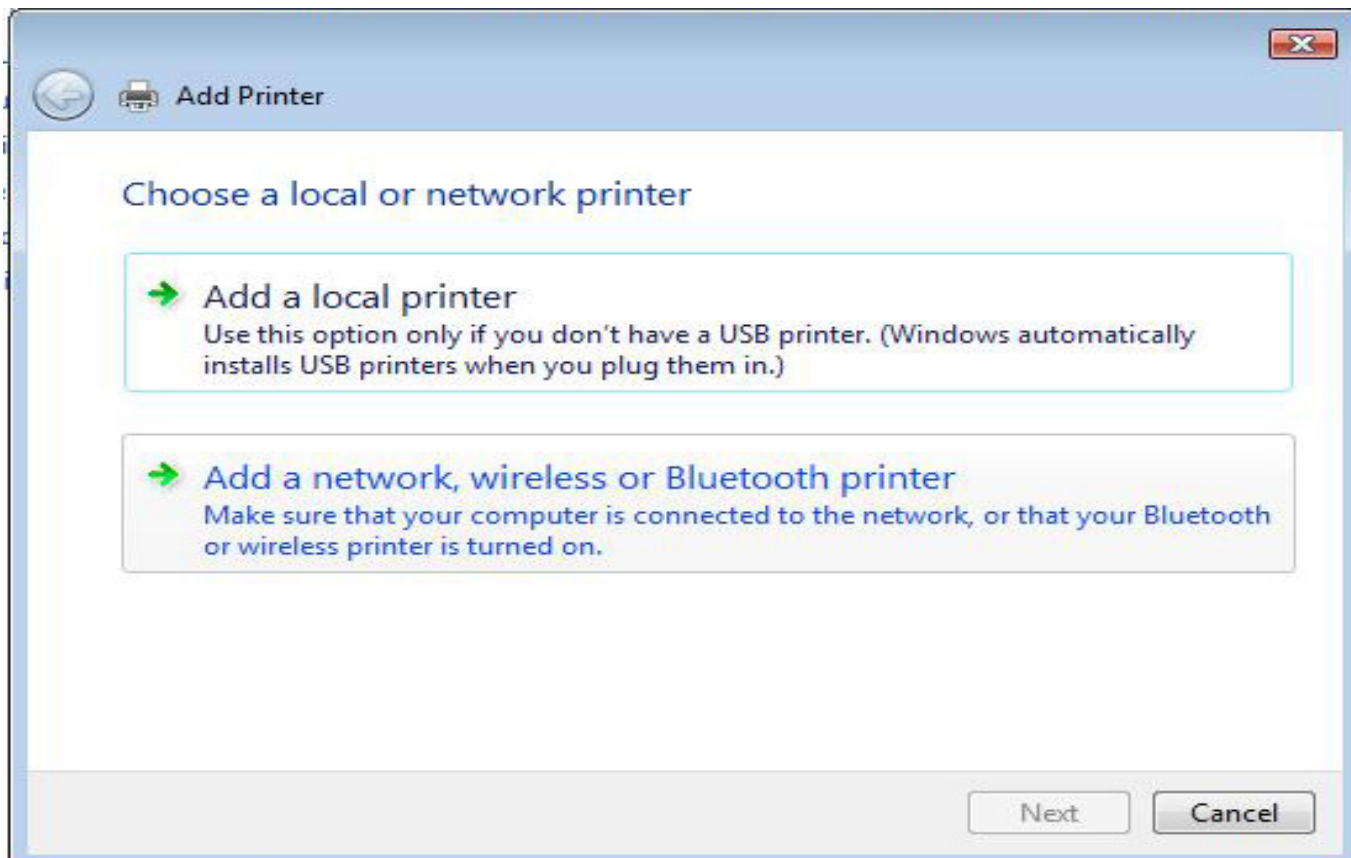 Add Printer
Choose a local or network printer
Add a local printer
Use this option only if you don't have a USB printer. (Windows automatically
installs USB printers when you plug them in.)
Add a network, wireless or Bluetooth printer
Make sure that your computer is connected to the network, or that your Bluetooth
or wireless printer is turned on.
Next
Cancel